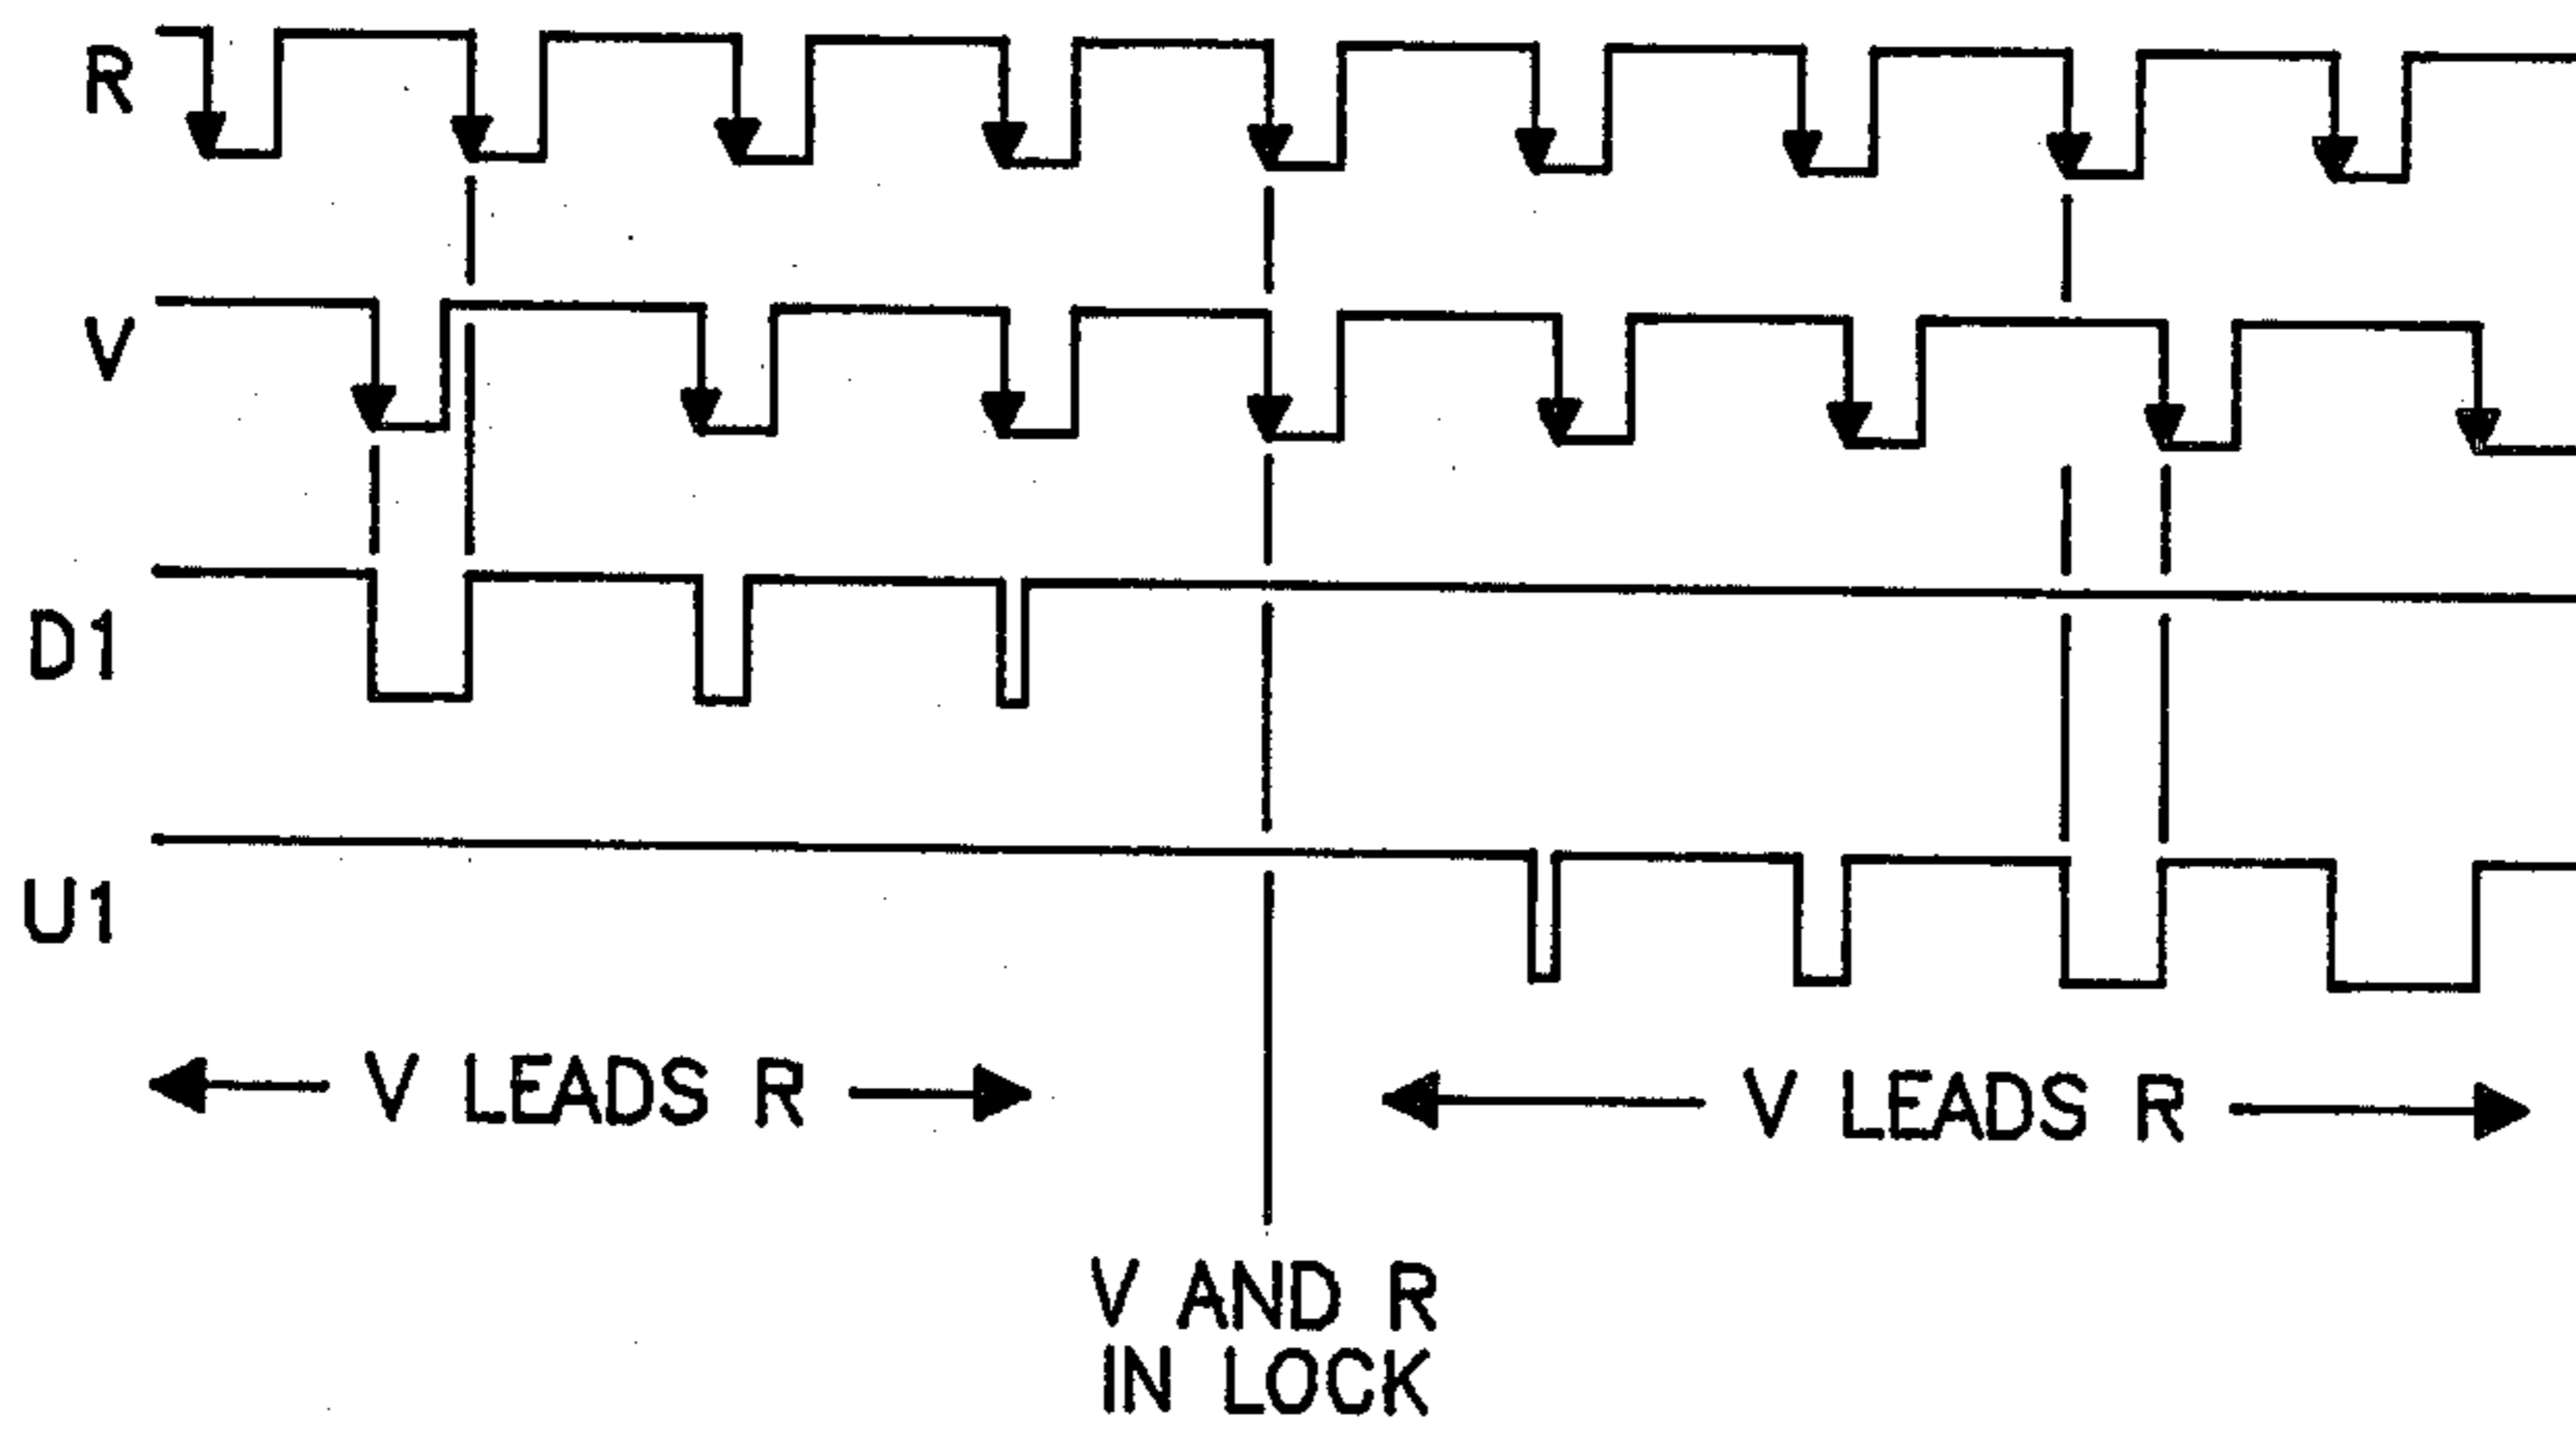 R
V
D1
U1
V LEADS R
V LEADS R
V AND R
IN LOCK